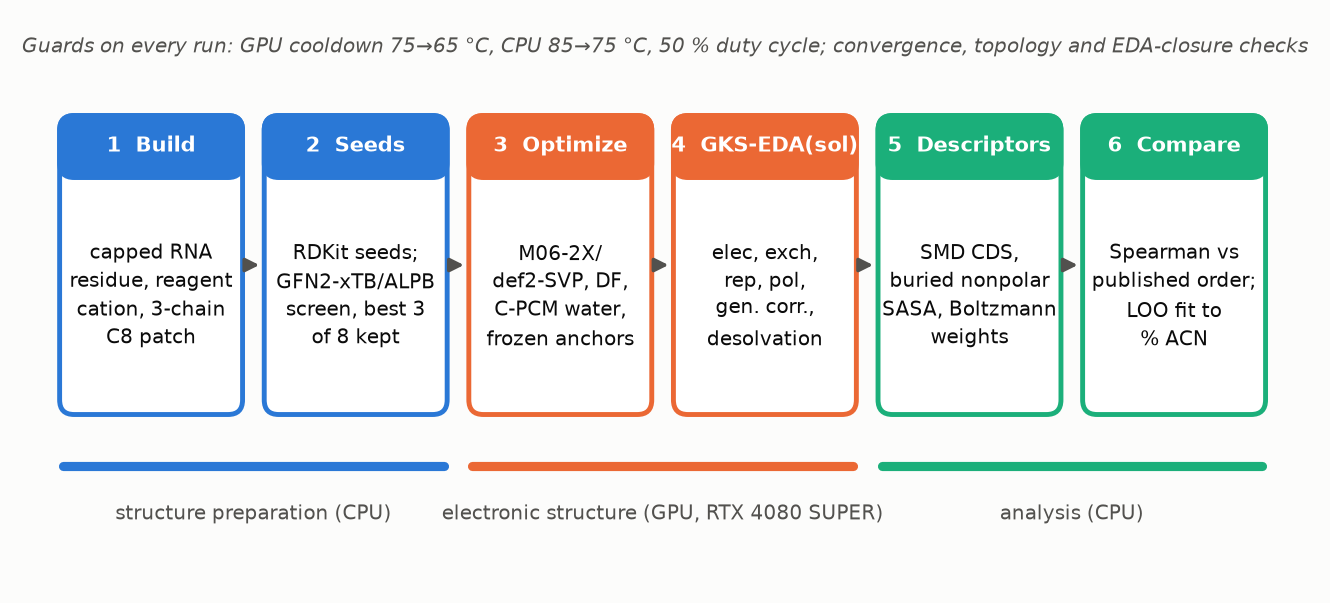 Guards on every run: GPU cooldown 75→65 °C, CPU 85→75 °C, 50 % duty cycle; convergence, topology and EDA-closure checks
1 Build
capped RNA
residue, reagent
cation, 3-chain
C8 patch
2 Seeds
RDKit seeds;
GFN2-xTB/ALPB
screen, best 3
of 8 kept
3 Optimize
M06-2X/
def2-SVP, DF,
C-PCM water,
frozen anchors
4 GKS-EDA(sol)
elec, exch,
rep, pol,
gen. corr.,
desolvation
5 Descriptors
SMD CDS,
buried nonpolar
SASA, Boltzmann
weights
6 Compare
Spearman vs
published order;
LOO fit to
% ACN
structure preparation (CPU)
electronic structure (GPU, RTX 4080 SUPER)
analysis (CPU)